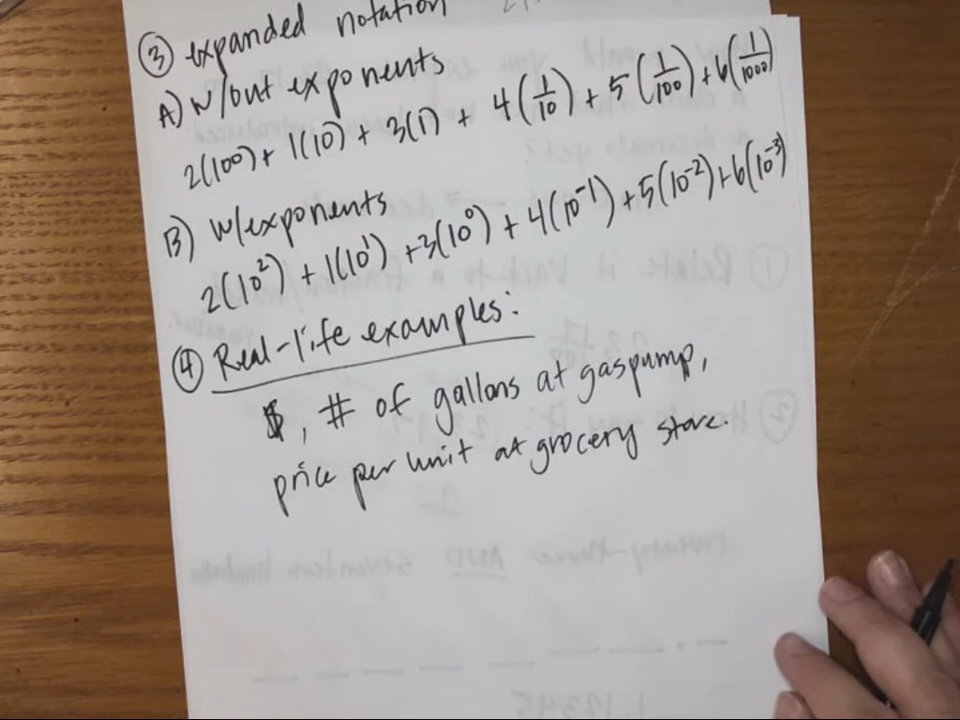 ③ expanded notation
A) w/out exponents
2(100) + 1(10) + 3(1) + 4(1/10) + 5(1/100) + 6(1/1000)
B) w/exponents
2(10²) + 1(10¹) + 3(10⁰) + 4(10⁻¹) + 5(10⁻²) + 6(10⁻³)
④ Real-life examples:
$, # of gallons at gas pump,
price per unit at grocery store.